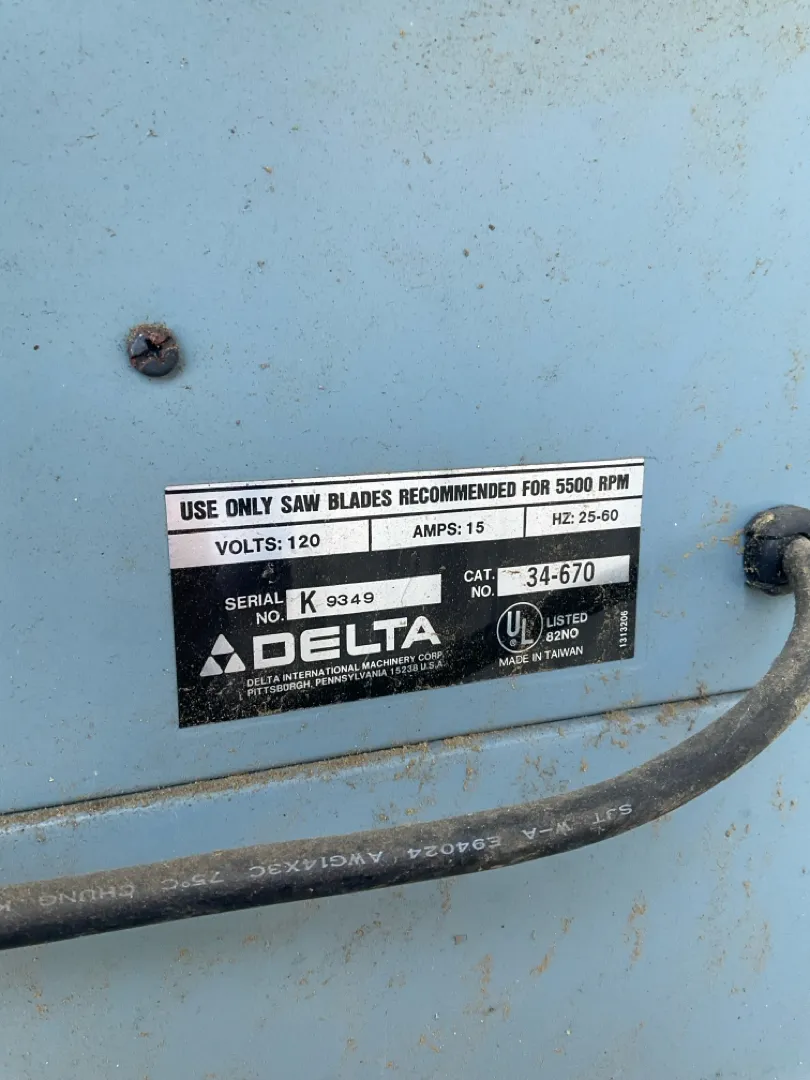 USE ONLY SAW BLADES RECOMMENDED FOR 5500 RPM
VOLTS: 120 AMPS: 15 HZ: 25-60
SERIAL NO. K 9349 CAT. NO. 34-670
DELTA
DELTA INTERNATIONAL MACHINERY CORP.
PITTSBORGH, PENNSYLVANIA 15238 U.S.A.
UL LISTED
82NO
MADE IN TAIWAN
1313206
SJT W-A E94024 AWG14X3C 75°C CHUNG